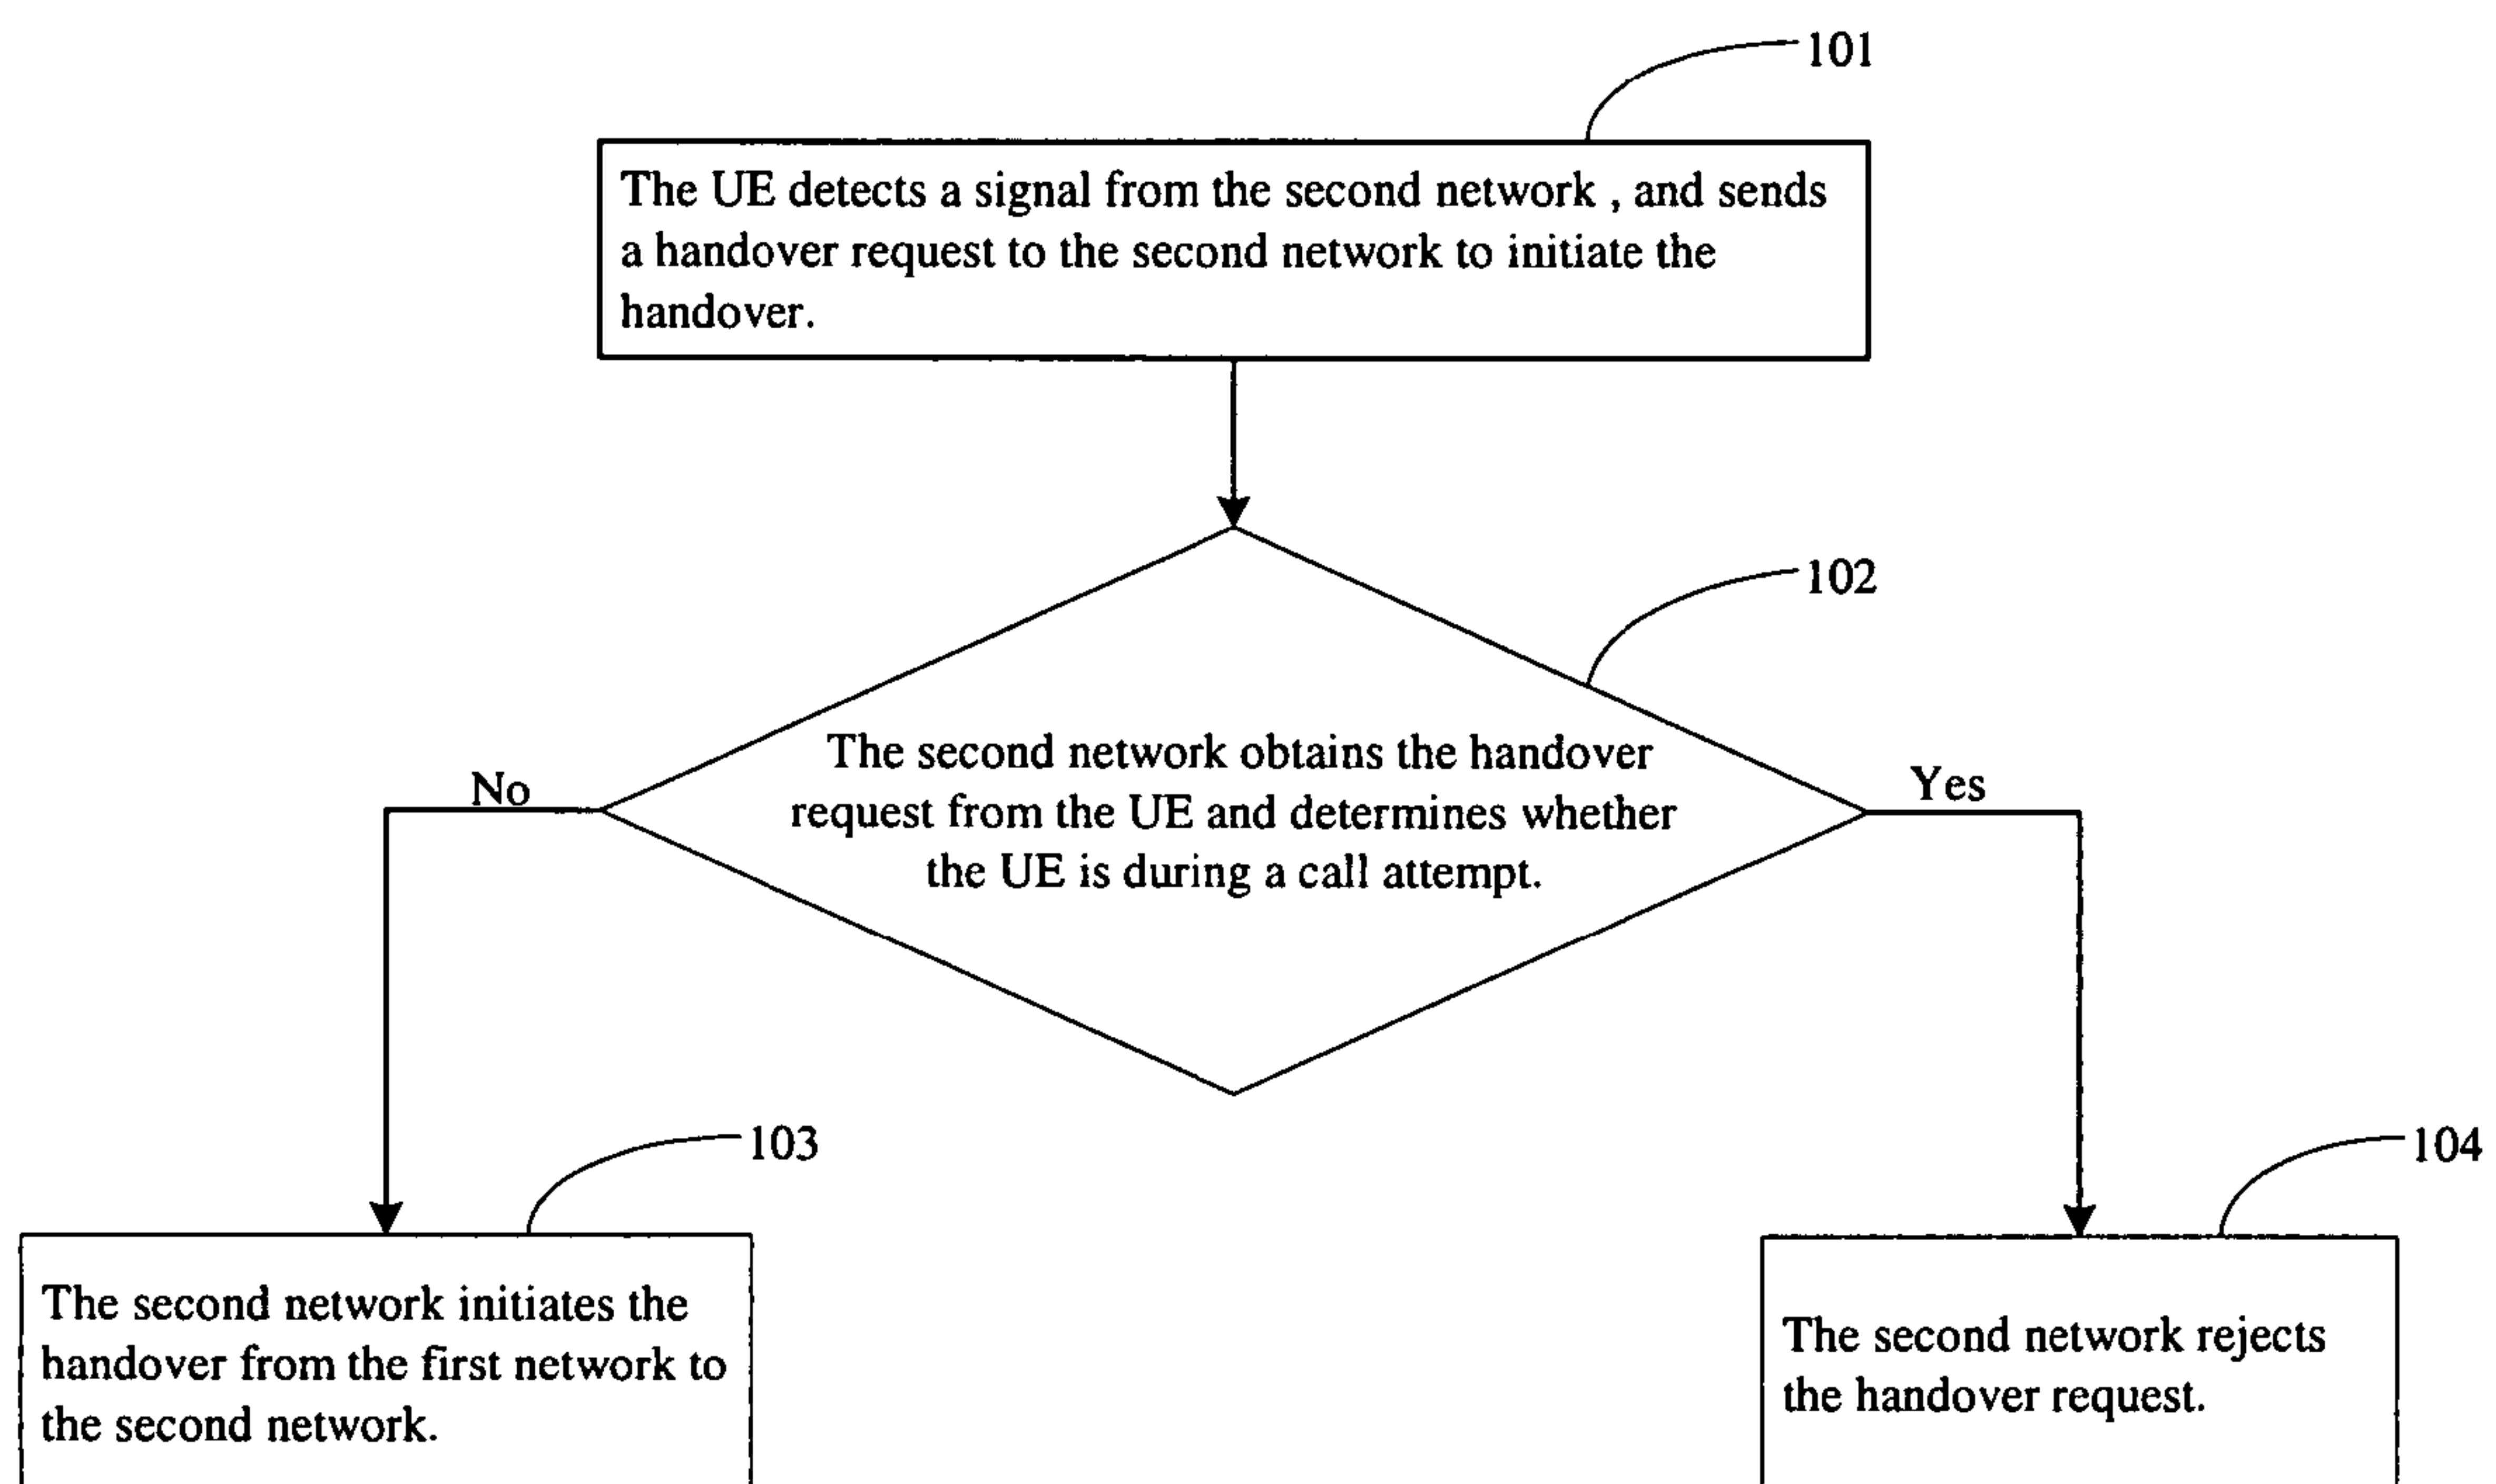 101
The UE detects a signal from the second network , and sends
a handover request to the second network to initiate the
handover.
102
The second network obtains the handover
request from the UE and determines whether
the UE is during a call attempt.
No
Yes
103
104
The second network initiates the
handover from the first network to
the second network.
The second network rejects
the handover request.